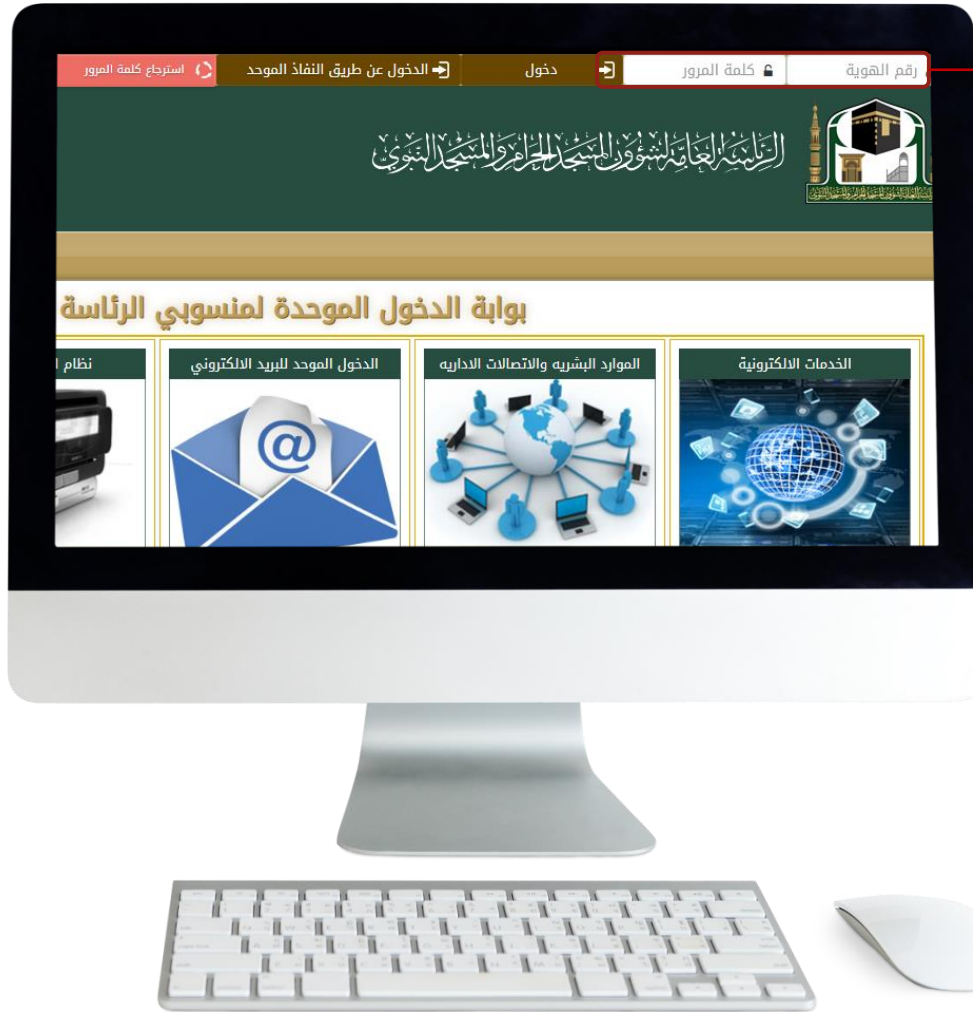 رقم الهوية
كلمة المرور
دخول
الدخول عن طريق النفاذ الموحد
استرجاع كلمة المرور
الرئاسة العامة لشؤون المسجد الحرام والمسجد النبوي
بوابة الدخول الموحدة لمنسوبي الرئاسة
الخدمات الالكترونية
الموارد البشريه والاتصالات الاداريه
الدخول الموحد للبريد الالكتروني
نظام
@